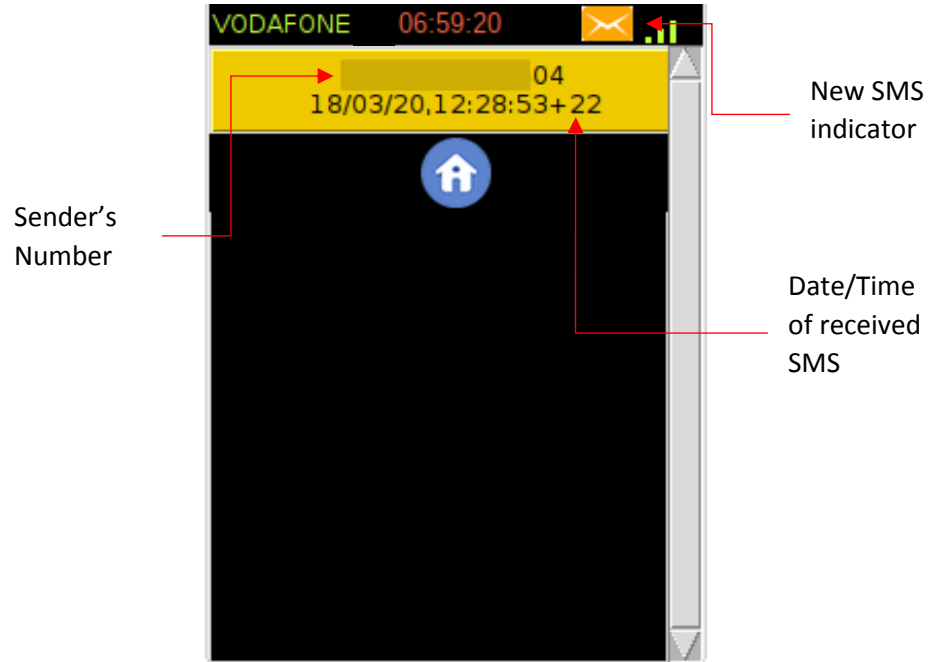 VODAFONE 06:59:20
04
18/03/20,12:28:53+22
New SMS
indicator
Sender’s
Number
Date/Time
of received
SMS